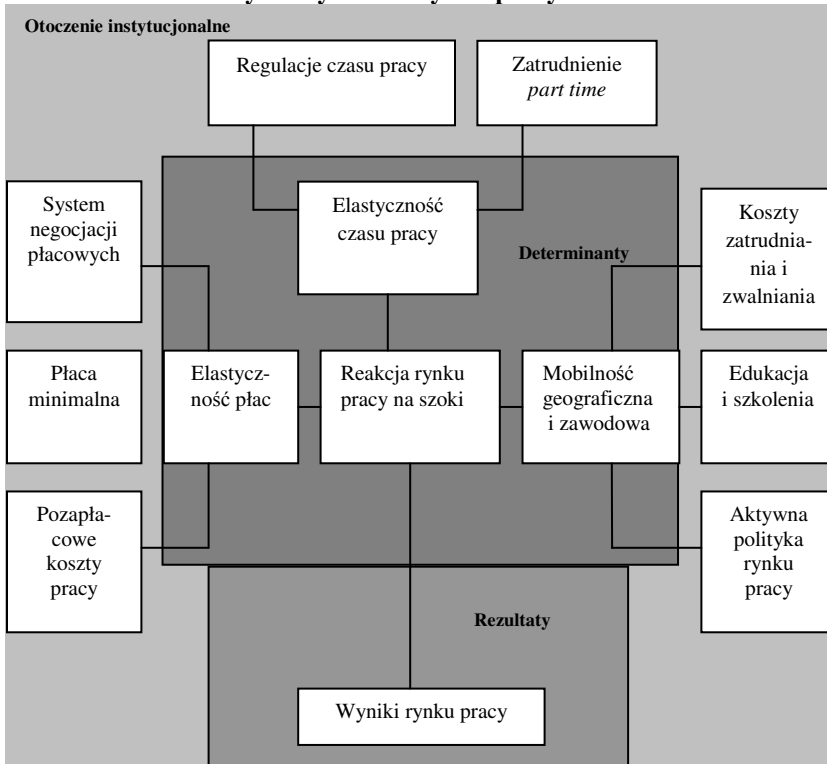 Otoczenie instytucjonalne
Regulacje czasu pracy
Zatrudnienie
part time
System
negocjacji
płacowych
Elastyczność
czasu pracy
Determinanty
Koszty
zatrudnia-
nia i
zwalniania
Płaca
minimalna
Elastycz-
ność płac
Reakcja rynku
pracy na szoki
Mobilność
geograficzna
i zawodowa
Edukacja
i szkolenia
Pozapła-
cowe
koszty
pracy
Aktywna
polityka
rynku
pracy
Rezultaty
Wyniki rynku pracy